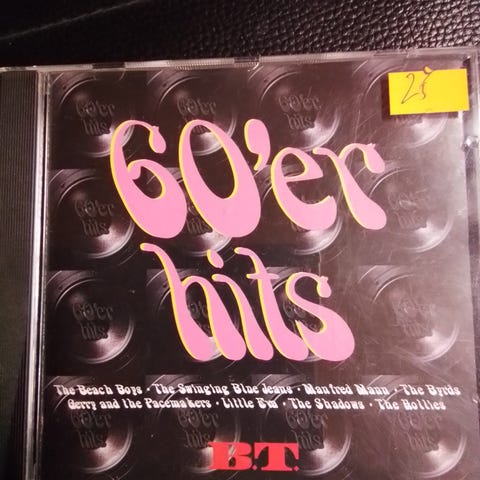 60'er
hits
The Beach Boys · The Swinging Blue Jeans · Manfred Mann · The Byrds
Gerry and the Pacemakers · Little Eva · The Shadows · The Hollies
B.T.